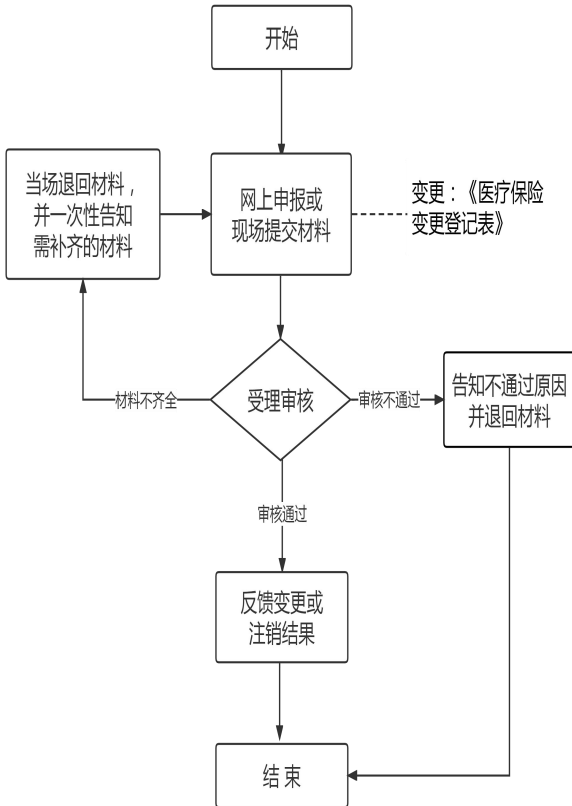 开始
当场退回材料，
并一次性告知
需补齐的材料
网上申报或
现场提交材料
变更：《医疗保险
变更登记表》
材料不齐全
受理审核
审核不通过
告知不通过原因
并退回材料
审核通过
反馈变更或
注销结果
结 束